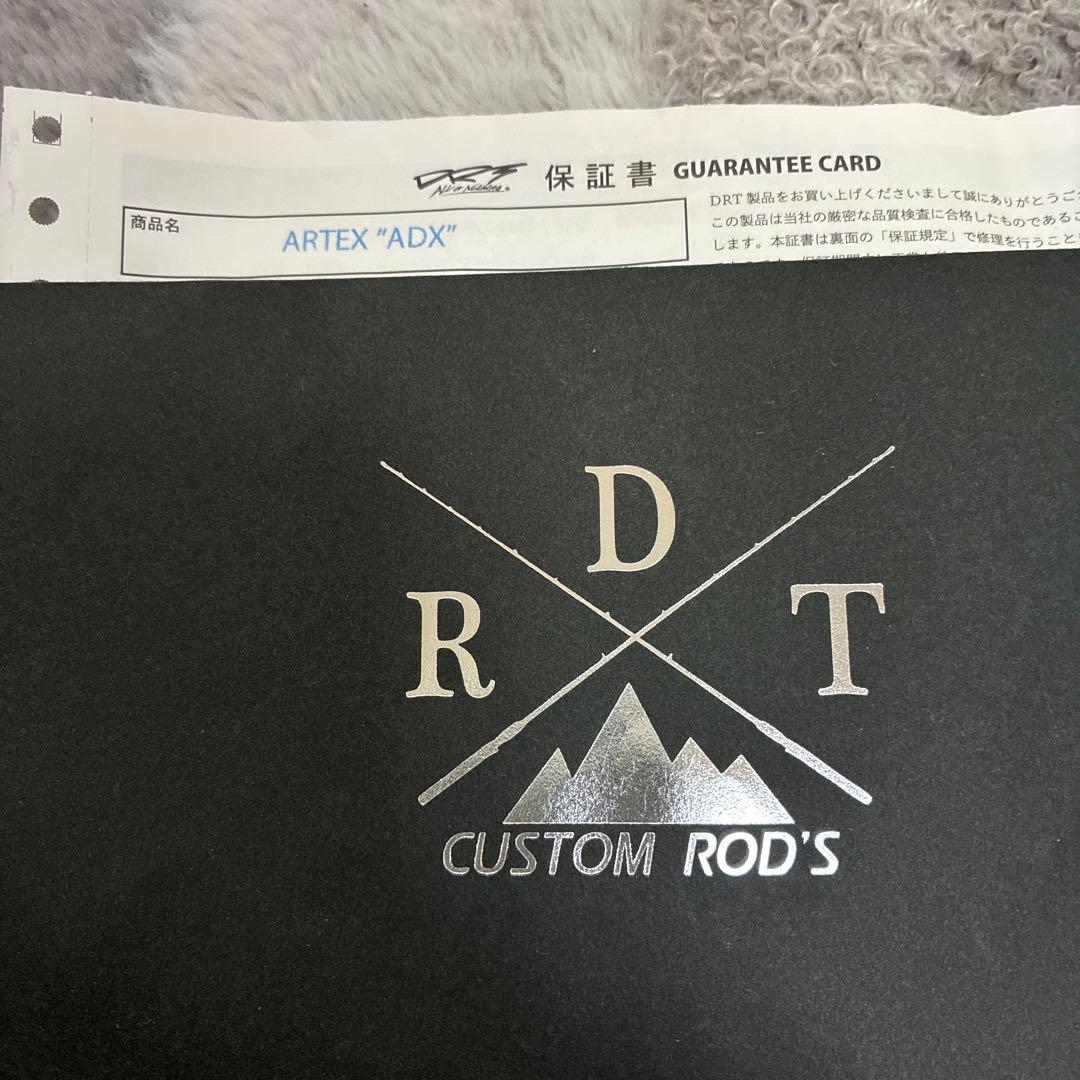 DRT
保証書 GUARANTEE CARD
商品名
ARTEX "ADX"
DRT 製品をお買い上げくださいまして誠にありがとうご
この製品は当社の厳密な品質検査に合格したものであるこ
します。本証書は裏面の「保証規定」で修理を行うこと
D
R T
CUSTOM ROD'S